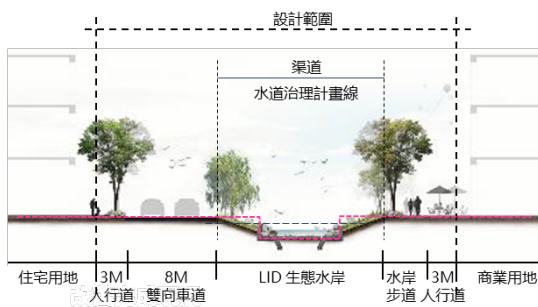 設計範圍
渠道
水道治理計畫線
住宅用地 3M 8M LID 生態水岸 水岸 3M 商業用地
人行道 雙向車道 步道 人行道